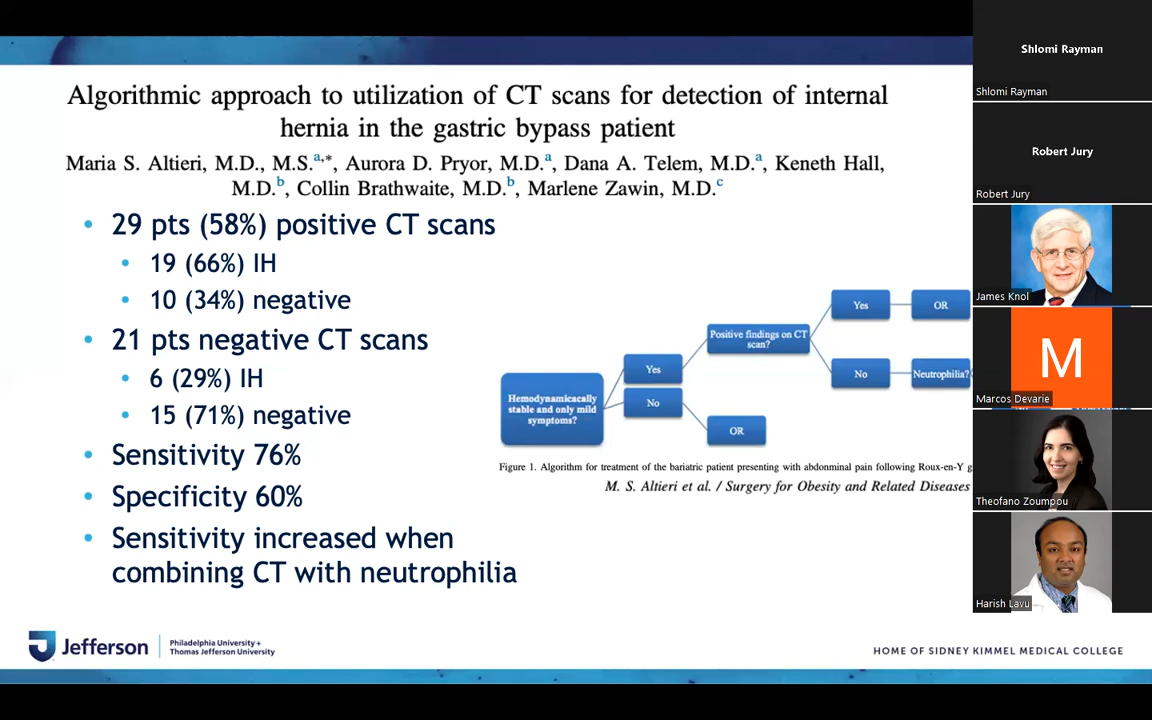 Algorithmic approach to utilization of CT scans for detection of internal
hernia in the gastric bypass patient
Maria S. Altieri, M.D., M.S.a,*, Aurora D. Pryor, M.D.a, Dana A. Telem, M.D.a, Keneth Hall,
M.D.b, Collin Brathwaite, M.D.b, Marlene Zawin, M.D.c
• 29 pts (58%) positive CT scans
• 19 (66%) IH
• 10 (34%) negative
• 21 pts negative CT scans
• 6 (29%) IH
• 15 (71%) negative
• Sensitivity 76%
• Specificity 60%
• Sensitivity increased when
combining CT with neutrophilia
Hemodynamicacally
stable and only mild
symptoms?
Yes
No
Positive findings on CT
scan?
OR
Yes
No
OR
Neutrophilia?
Figure 1. Algorithm for treatment of the bariatric patient presenting with abdonminal pain following Roux-en-Y g
M. S. Altieri et al. / Surgery for Obesity and Related Diseases
Jefferson
Philadelphia University +
Thomas Jefferson University
HOME OF SIDNEY KIMMEL MEDICAL COLLEGE
Shlomi Rayman
Shlomi Rayman
Robert Jury
Robert Jury
James Knol
M
Marcos Devarie
Theofano Zoumpou
Harish Lavu